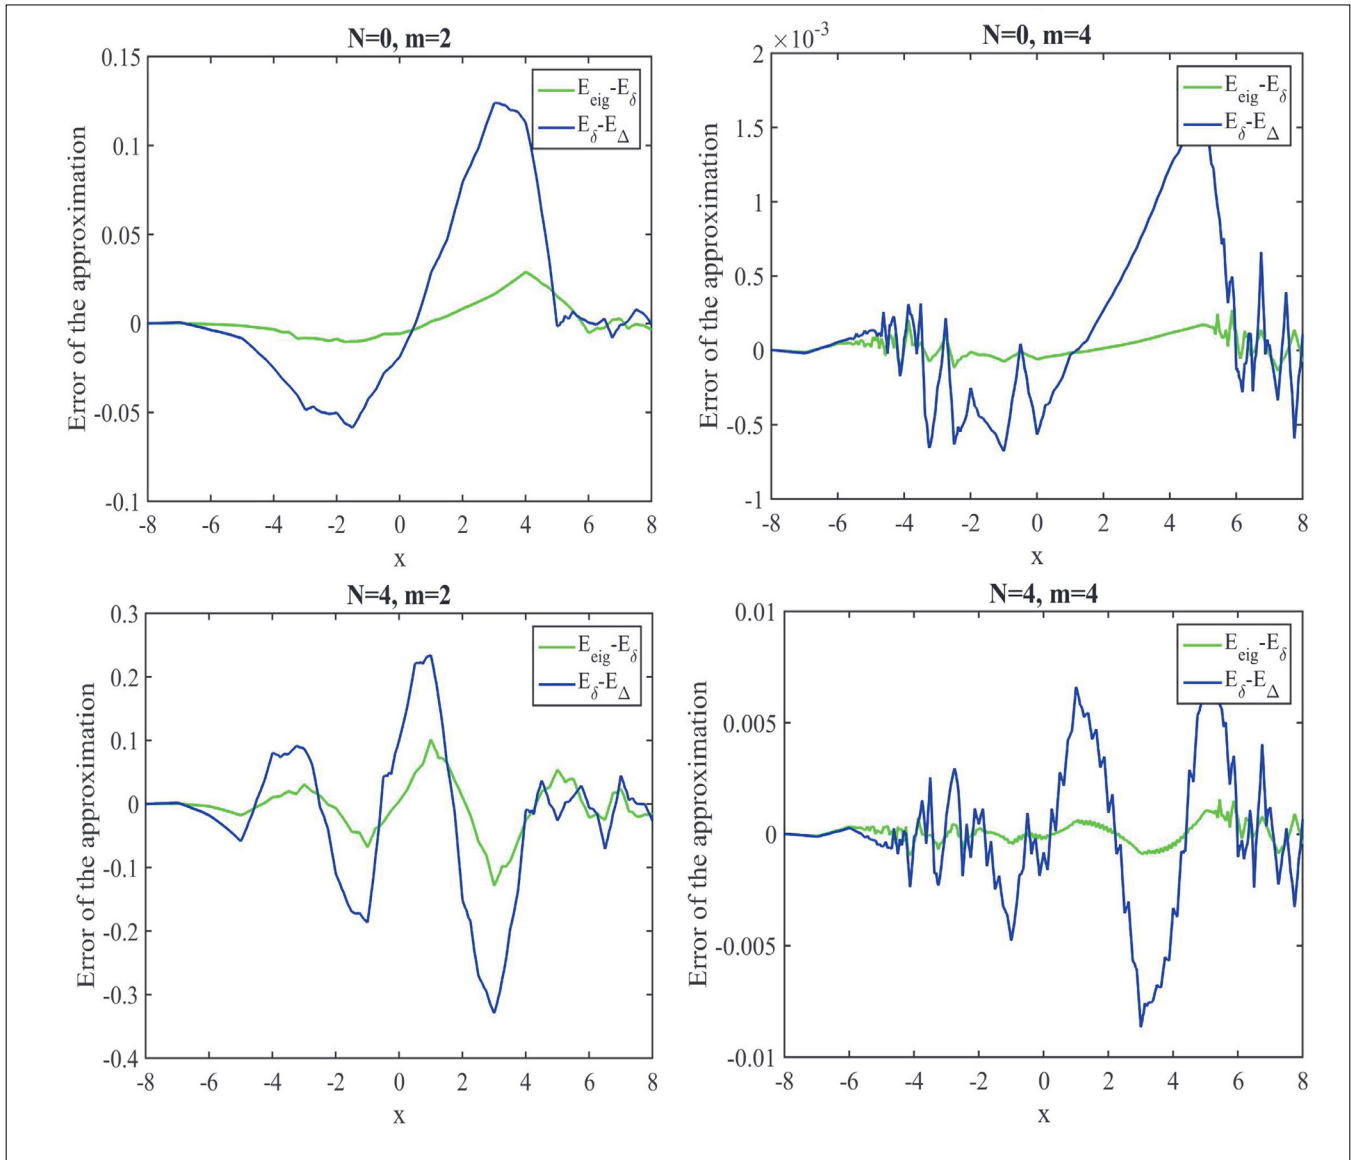 N=0, m=2
0.15
0.1
0.05
0
-0.05
-0.1
-8 -6 -4 -2 0 2 4 6 8
x
Error of the approximation
E_eig-E_δ
E_δ-E_Δ
N=0, m=4
×10^-3
2
1.5
1
0.5
0
-0.5
-1
-8 -6 -4 -2 0 2 4 6 8
x
Error of the approximation
E_eig-E_δ
E_δ-E_Δ
N=4, m=2
0.3
0.2
0.1
0
-0.1
-0.2
-0.3
-0.4
-8 -6 -4 -2 0 2 4 6 8
x
Error of the approximation
E_eig-E_δ
E_δ-E_Δ
N=4, m=4
0.01
0.005
0
-0.005
-0.01
-8 -6 -4 -2 0 2 4 6 8
x
Error of the approximation
E_eig-E_δ
E_δ-E_Δ